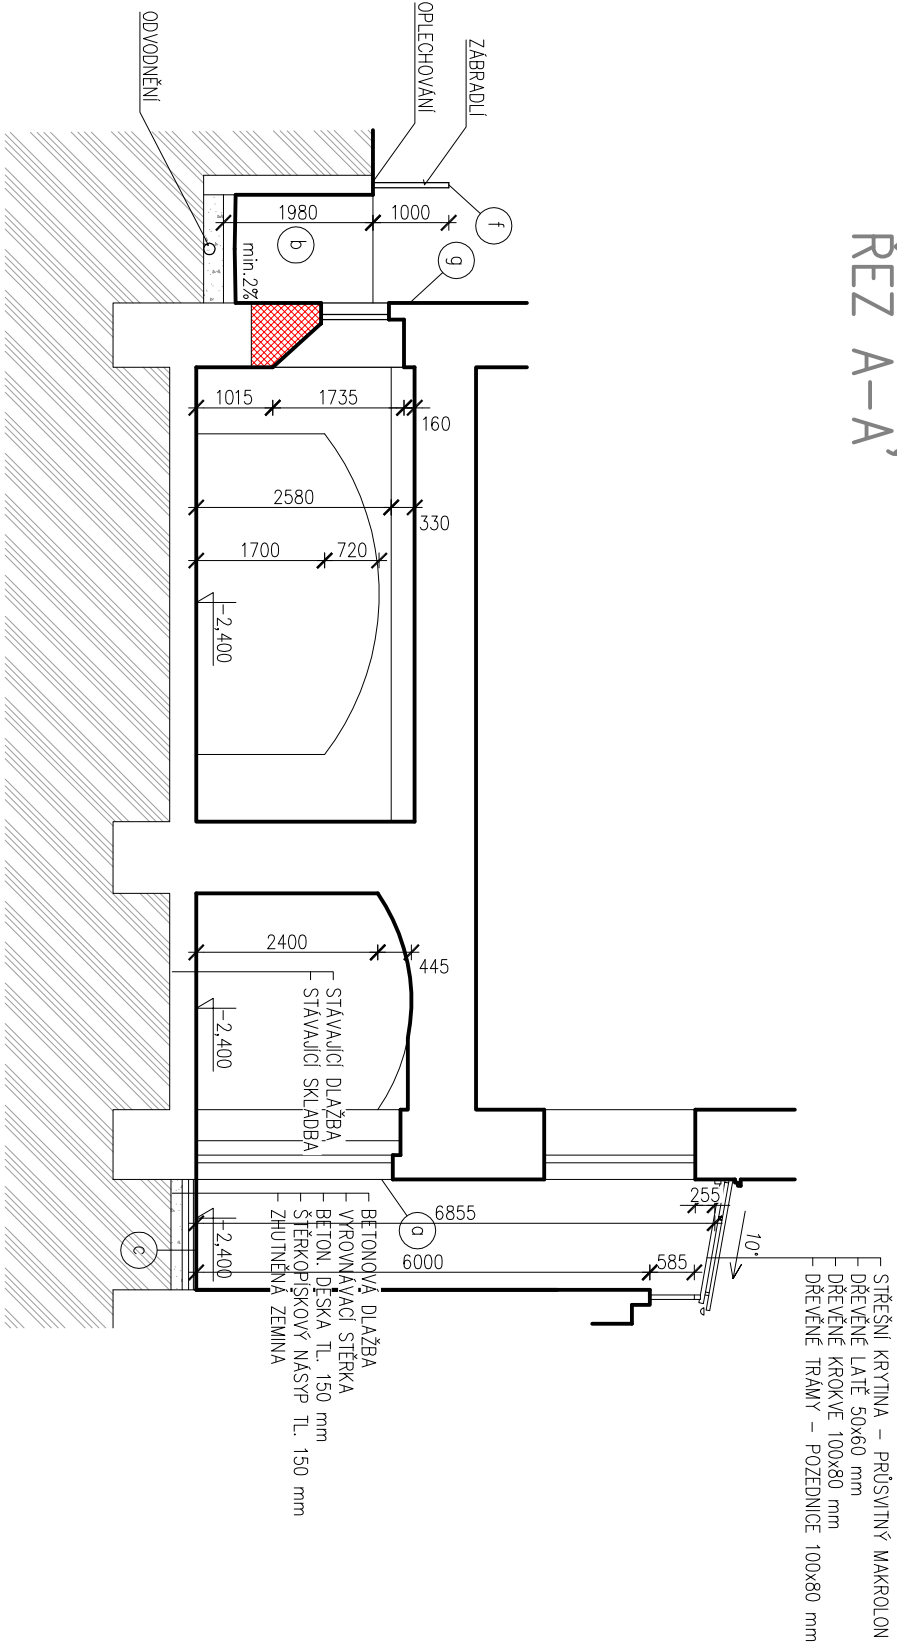 ŘEZ A-A'
ODVODNĚNÍ
OPLECHOVÁNÍ
ZÁBRADLÍ
f
g
b
1980
1000
min.2%
1015
1735
160
2580
330
1700
720
-2,400
2400
445
STÁVAJÍCÍ DLAŽBA
STÁVAJÍCÍ SKLADBA
-2,400
a
c
255
6855
6000
585
10°
-2,400
BETONOVÁ DLAŽBA
VYROVNÁVACÍ STĚRKA
BETON. DESKA TL. 150 mm
ŠTĚRKOPÍSKOVÝ NÁSYP TL. 150 mm
ZHUTNĚNÁ ZEMINA
STŘEŠNÍ KRYTINA - PRŮSVITNÝ MAKROLON
DŘEVĚNÉ LATĚ 50x60 mm
DŘEVĚNÉ KROKVE 100x80 mm
DŘEVĚNÉ TRÁMY - POZEDNICE 100x80 mm